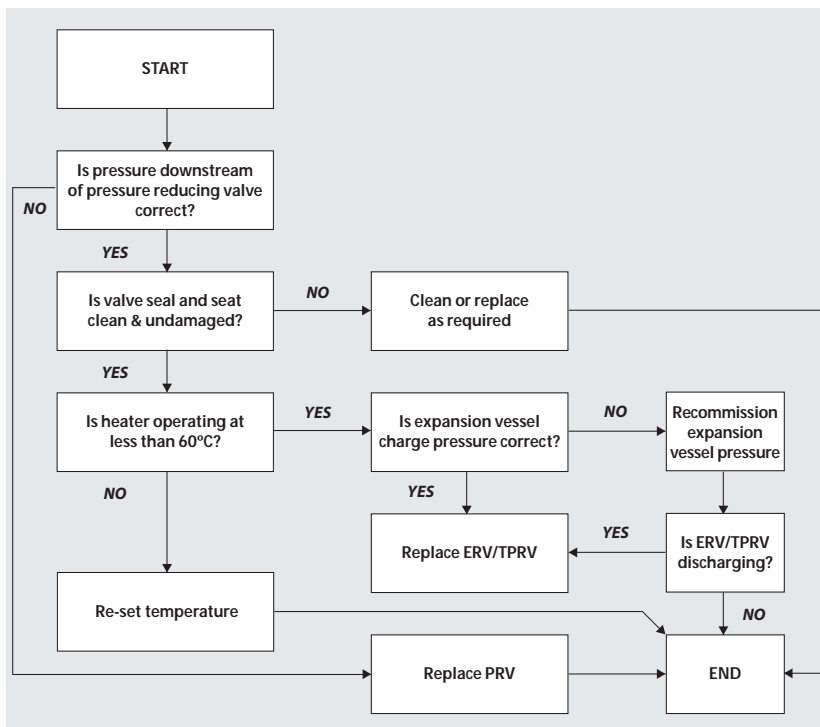 START
Is pressure downstream
of pressure reducing valve
correct?
NO
YES
Is valve seal and seat
clean & undamaged?
NO
Clean or replace
as required
YES
Is heater operating at
less than 60ºC?
YES
Is expansion vessel
charge pressure correct?
NO
Recommission
expansion
vessel pressure
NO
YES
Replace ERV/TPRV
YES
Is ERV/TPRV
discharging?
Re-set temperature
NO
Replace PRV
END